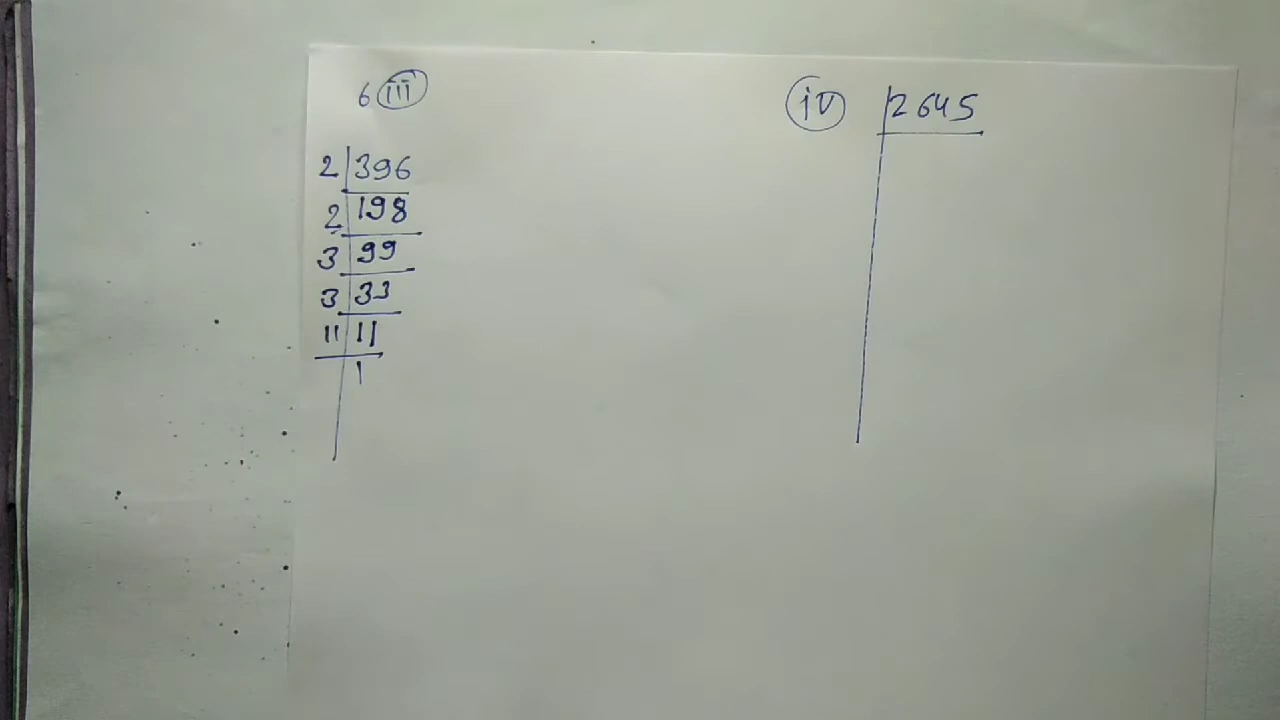 6 (iii)
2 | 396
2 | 198
3 | 99
3 | 33
11 | 11
1
(iv) 2645